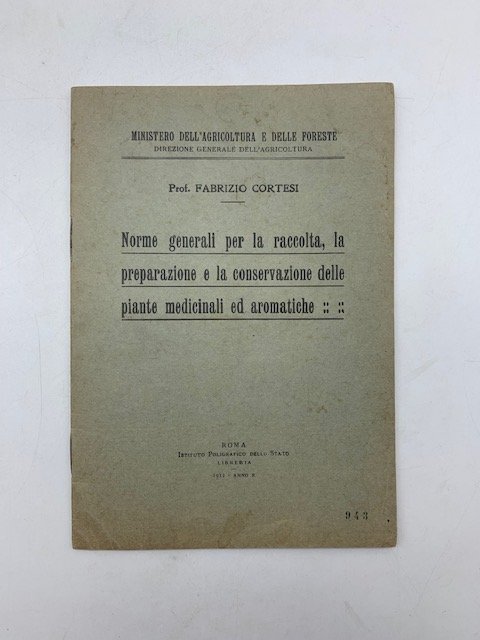 MINISTERO DELL'AGRICOLTURA E DELLE FORESTE
DIREZIONE GENERALE DELL'AGRICOLTURA
Prof. FABRIZIO CORTESI
Norme generali per la raccolta, la
preparazione e la conservazione delle
piante medicinali ed aromatiche :: ::
ROMA
ISTITUTO POLIGRAFICO DELLO STATO
LIBRERIA
ANNO X
943